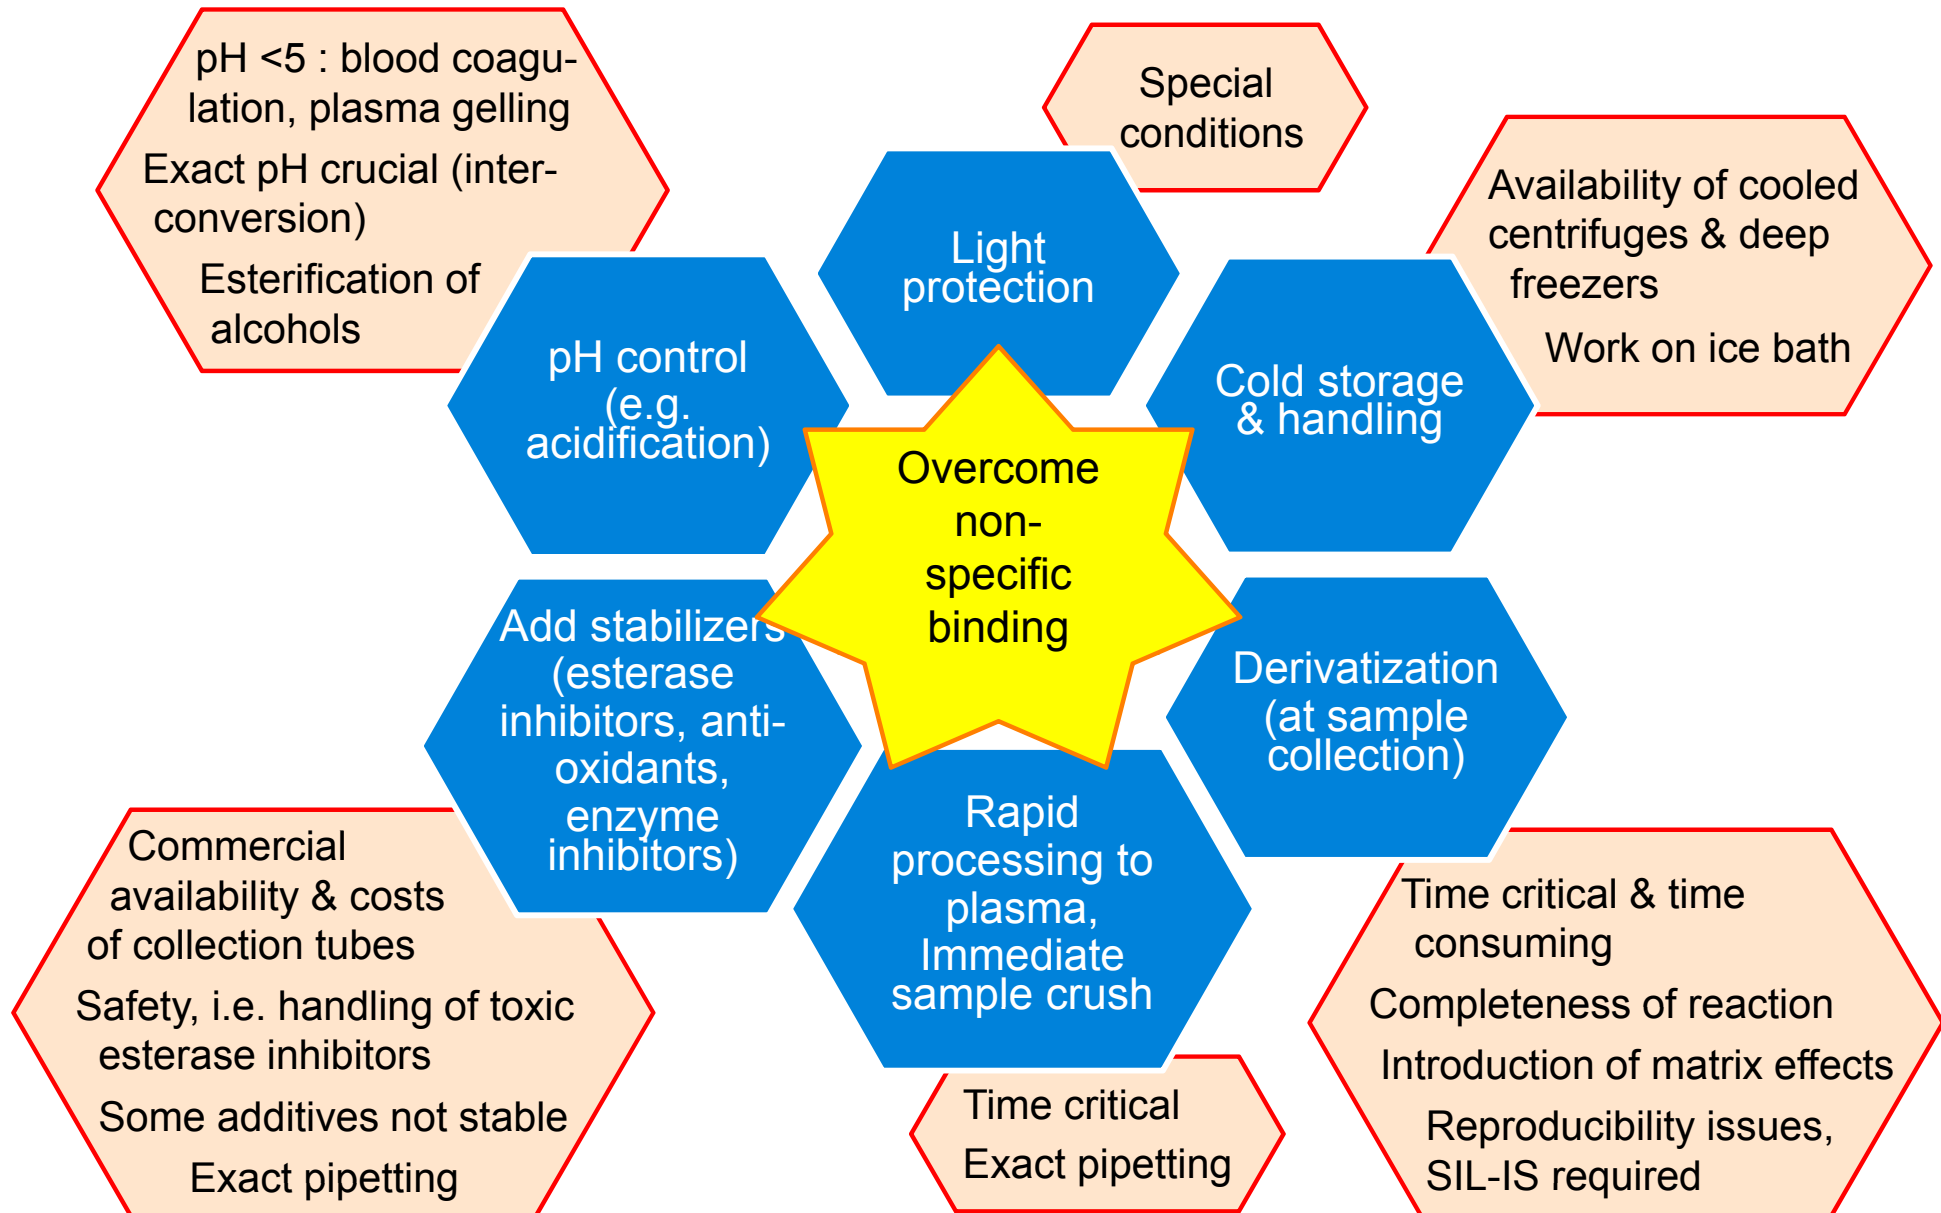 pH <5 : blood coagu-
lation, plasma gelling
Exact pH crucial (inter-
conversion)
Esterification of
alcohols
Special
conditions
Availability of cooled
centrifuges & deep
freezers
Work on ice bath
Light
protection
pH control
(e.g.
acidification)
Cold storage
& handling
Overcome
non-
specific
binding
Add stabilizers
(esterase
inhibitors, anti-
oxidants,
enzyme
inhibitors)
Derivatization
(at sample
collection)
Rapid
processing to
plasma,
Immediate
sample crush
Commercial
availability & costs
of collection tubes
Safety, i.e. handling of toxic
esterase inhibitors
Some additives not stable
Exact pipetting
Time critical
Exact pipetting
Time critical & time
consuming
Completeness of reaction
Introduction of matrix effects
Reproducibility issues,
SIL-IS required